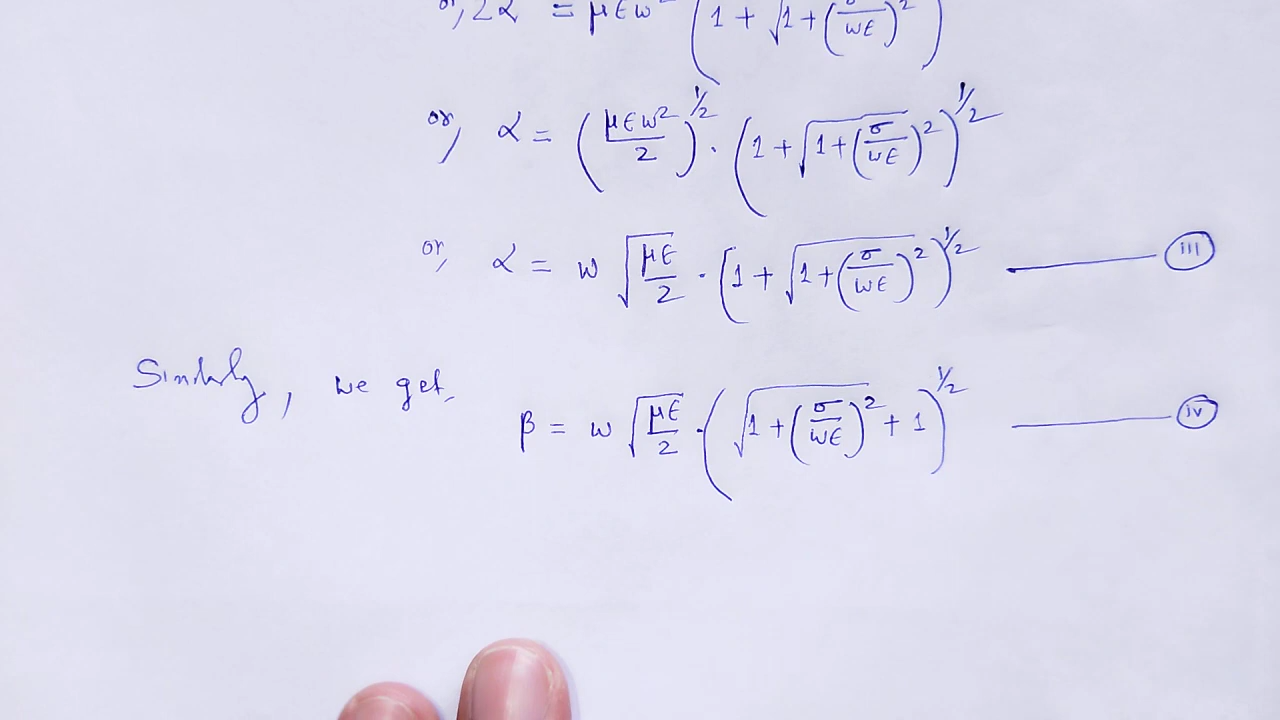 or, 2α = μϵω² (1 + √1+(σ/ωϵ)²)
or, α = (μϵω²/2)^1/2 . (1 + √1+(σ/ωϵ)²)^1/2
or, α = ω √μϵ/2 . (1 + √1+(σ/ωϵ)²)^1/2 —— iii
Similarly, we get,
β = ω √μϵ/2 . (√1+(σ/ωϵ)² + 1)^1/2 —— iv